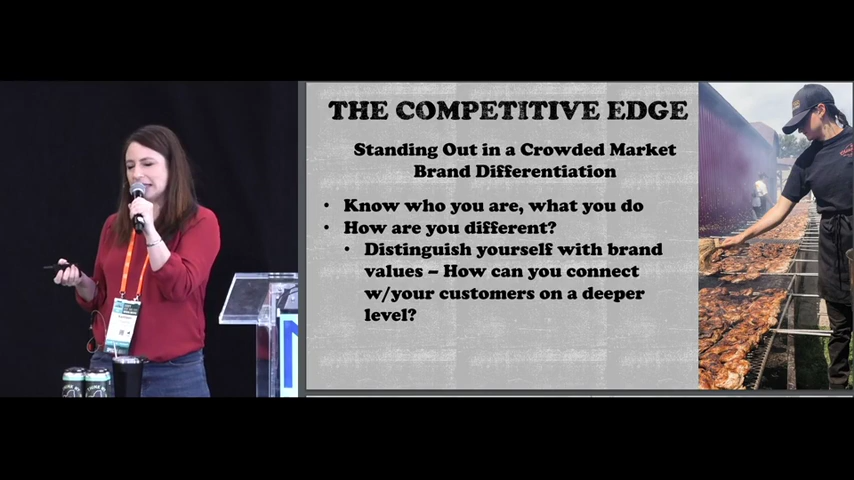 THE COMPETITIVE EDGE
Standing Out in a Crowded Market
Brand Differentiation
• Know who you are, what you do
• How are you different?
• Distinguish yourself with brand
values – How can you connect
w/your customers on a deeper
level?